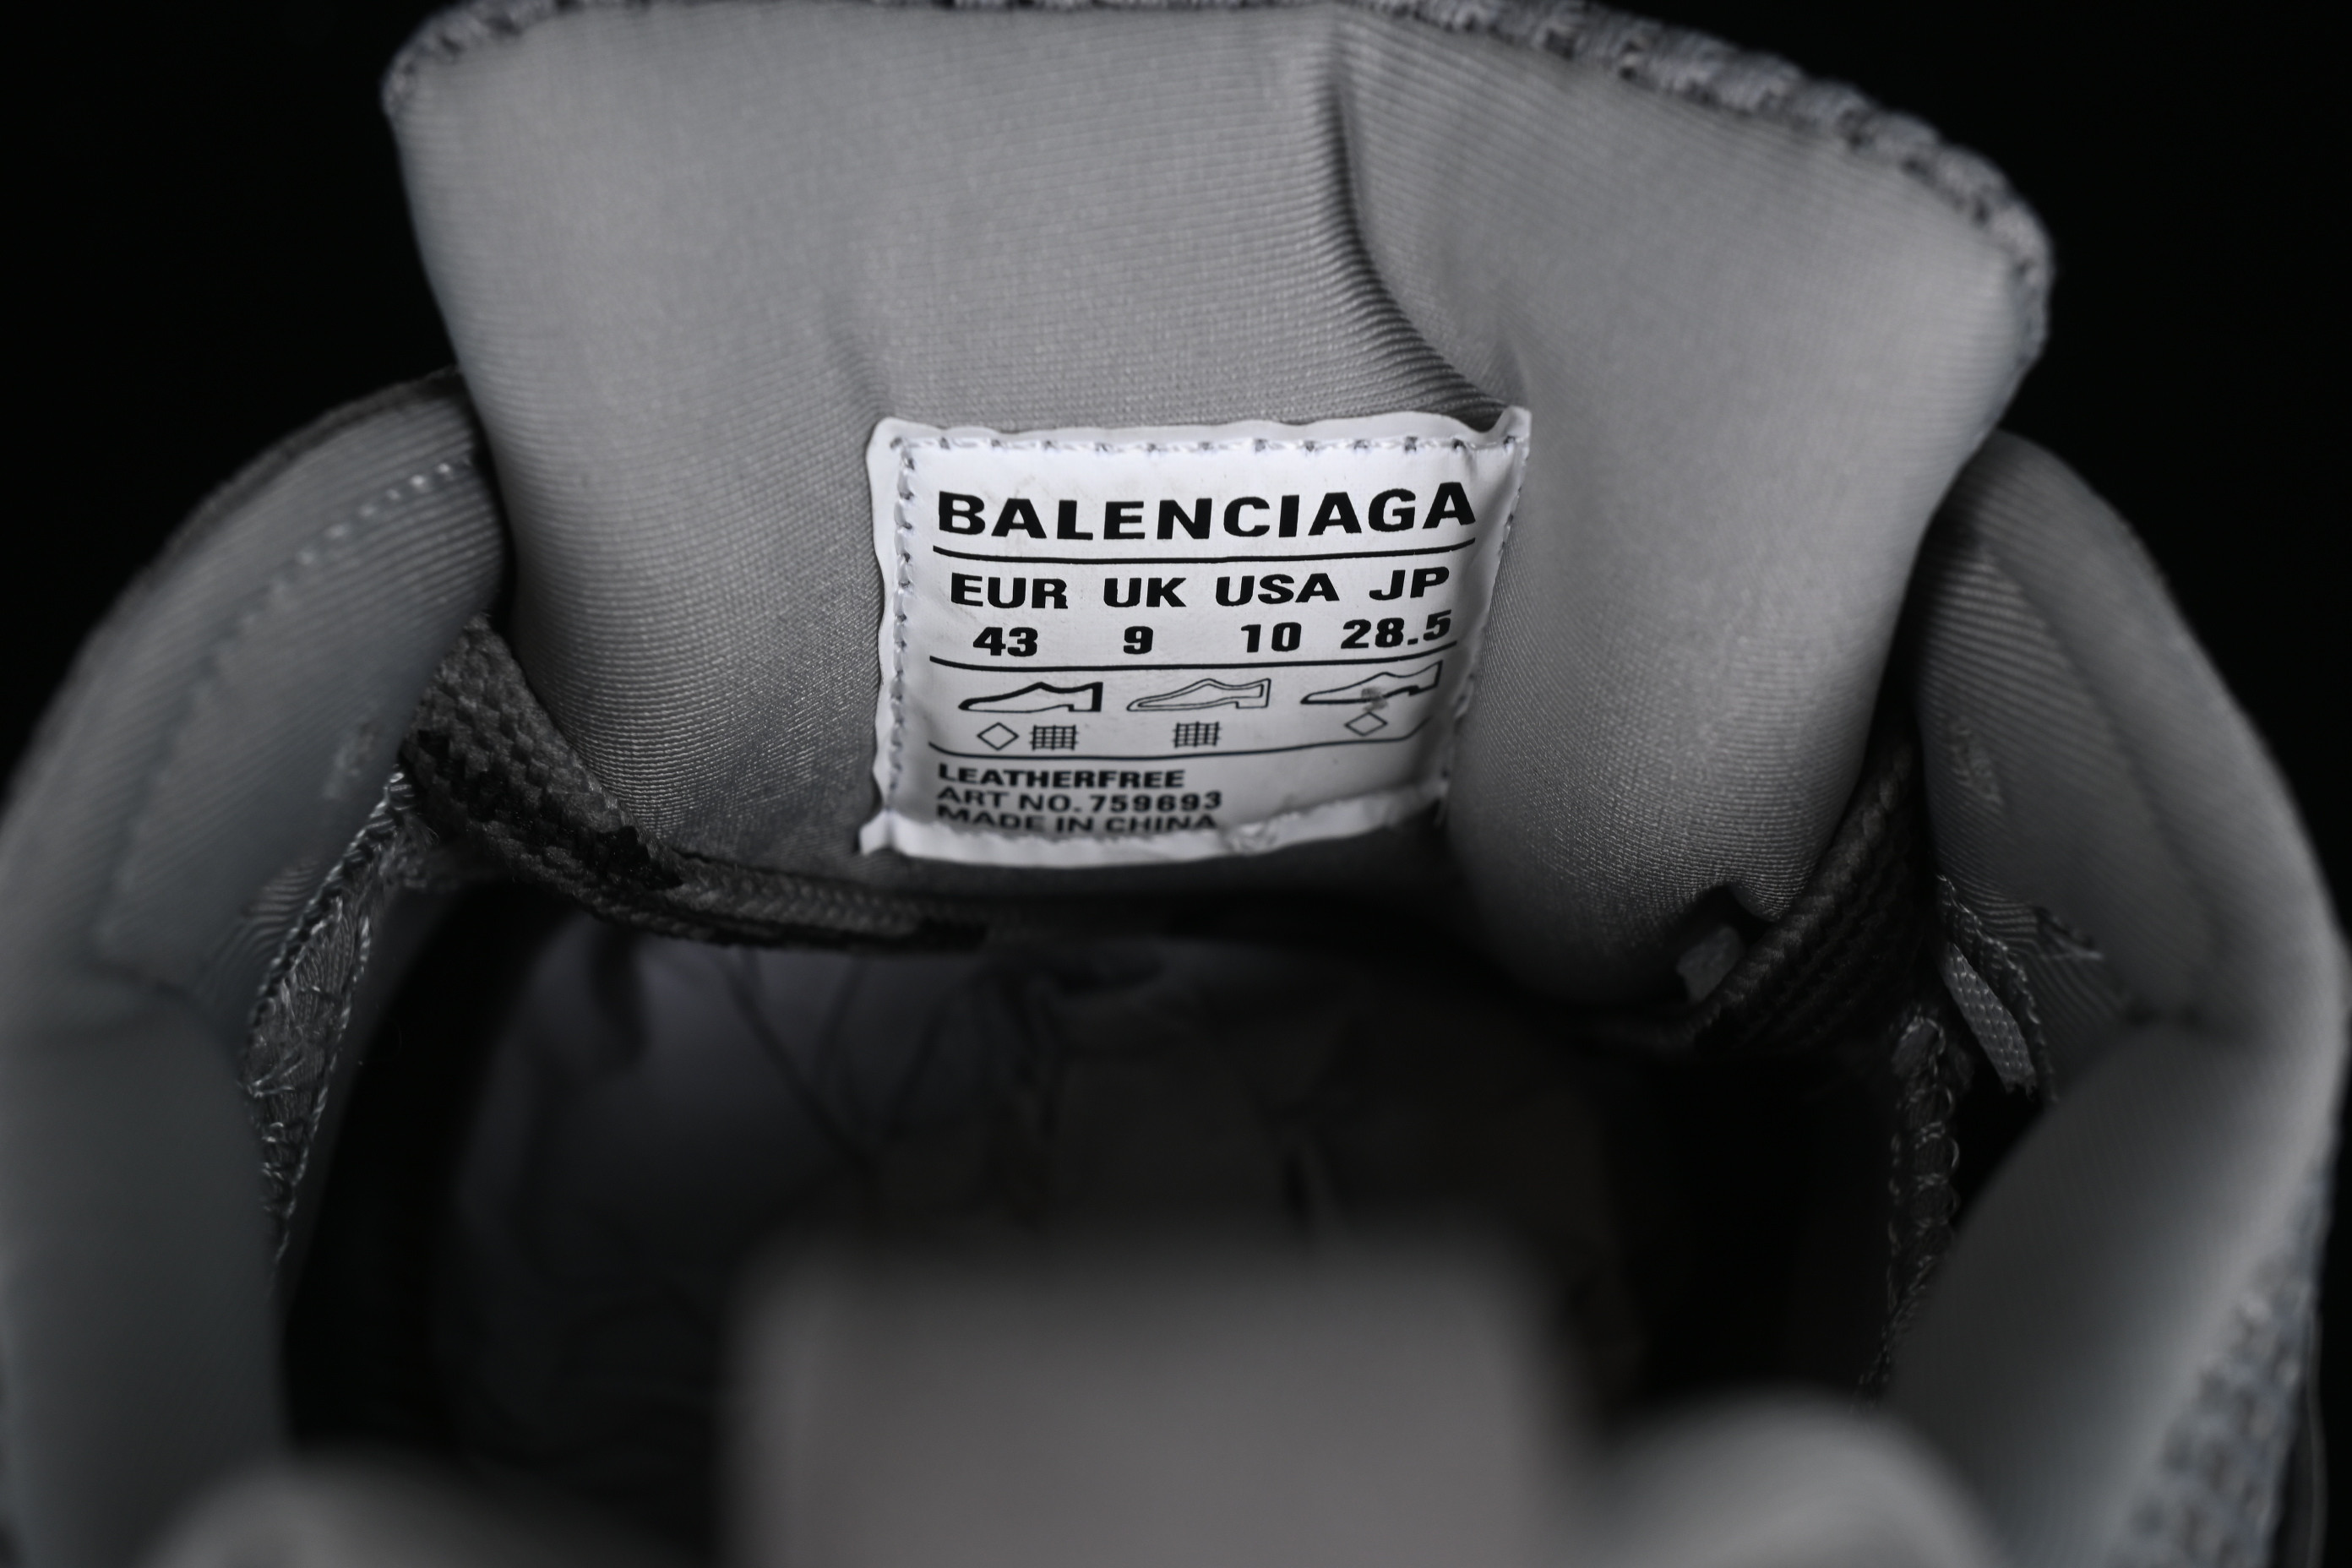 BALENCIAGA
EUR UK USA JP
43 9 10 28.5
LEATHERFREE
ART NO. 759693
MADE IN CHINA